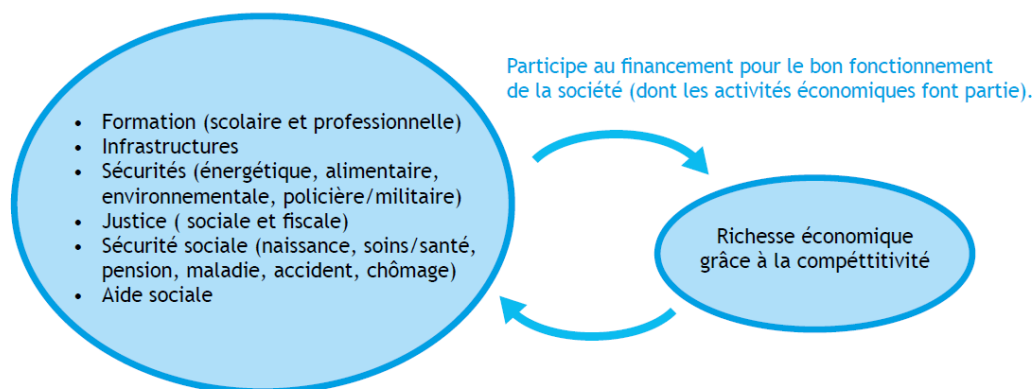 Participe au financement pour le bon fonctionnement
de la société (dont les activités économiques font partie).
• Formation (scolaire et professionnelle)
• Infrastructures
• Sécurités (énergétique, alimentaire,
environnementale, policière/militaire)
• Justice ( sociale et fiscale)
• Sécurité sociale (naissance, soins/santé,
pension, maladie, accident, chômage)
• Aide sociale
Richesse économique
grâce à la compéttitivité